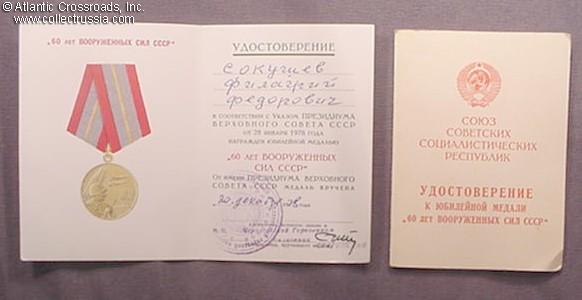 © Atlantic Crossroads, Inc.
www.collectrussia.com
„60 лет ВООРУЖЕННЫХ СИЛ СССР"
УДОСТОВЕРЕНИЕ
Федорович
В СООТВЕТСТВИИ С УКАЗОМ ПРЕЗИДИУМА
ВЕРХОВНОГО СОВЕТА СССР
ОТ 28 ЯНВАРЯ 1978 ГОДА
НАГРАЖДЕН ЮБИЛЕЙНОЙ МЕДАЛЬЮ
„60 ЛЕТ ВООРУЖЕННЫХ
СИЛ СССР"
ОТ ИМЕНИ ПРЕЗИДИУМА ВЕРХОВНОГО
СОВЕТА СССР МЕДАЛЬ ВРУЧЕНА
СОЮЗ
СОВЕТСКИХ
СОЦИАЛИСТИЧЕСКИХ
РЕСПУБЛИК
УДОСТОВЕРЕНИЕ
К ЮБИЛЕЙНОЙ МЕДАЛИ
„60 ЛЕТ ВООРУЖЕННЫХ СИЛ СССР"